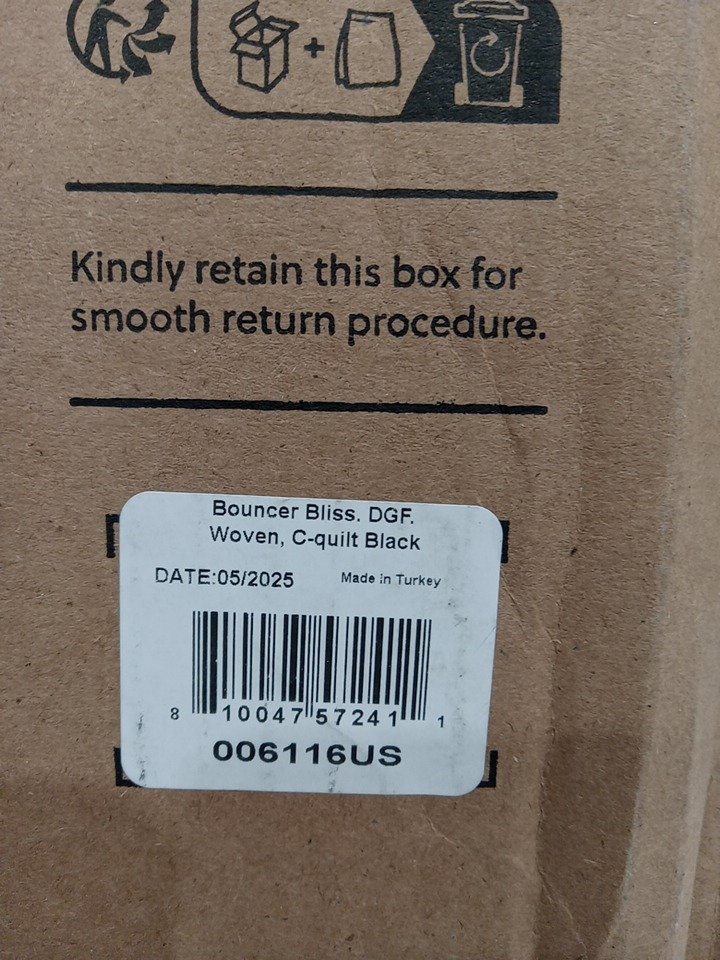 Kindly retain this box for
smooth return procedure.
Bouncer Bliss. DGF.
Woven, C-quilt Black
DATE:05/2025 Made in Turkey
8 10047 57241 1
006116US